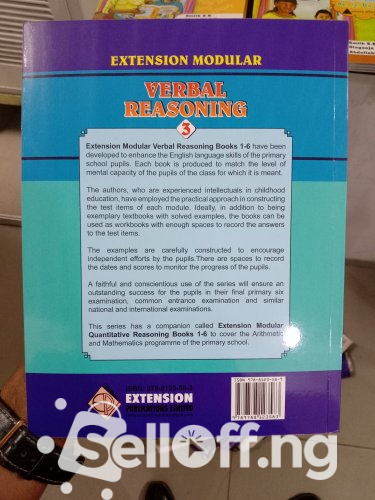 EXTENSION MODULAR
VERBAL
REASONING
3
Extension Modular Verbal Reasoning Books 1-6 have been
developed to enhance the English language skills of the primary
school pupils. Each book is produced to match the level of
mental capacity of the pupils of the class for which it is meant.
The authors, who are experienced intellectuals in childhood
education, have employed the practical approach in constructing
the test items of each module. Ideally, in addition to being
exemplary textbooks with solved examples, the books can be
used as workbooks with enough spaces to record the answers
to the test items.
The examples are carefully constructed to encourage
independent efforts by the pupils.There are spaces to record
the dates and scores to monitor the progress of the pupils.
A faithful and conscientious use of the series will ensure an
outstanding success for the pupils in their final primary six
examination, common entrance examination and similar
national and international examinations.
This series has a companion called Extension Modular
Quantitative Reasoning Books 1-6 to cover the Arithmetic
and Mathematics programme of the primary school.
EXTENSION
PUBLICATIONS LIMITED
Selloff.ng